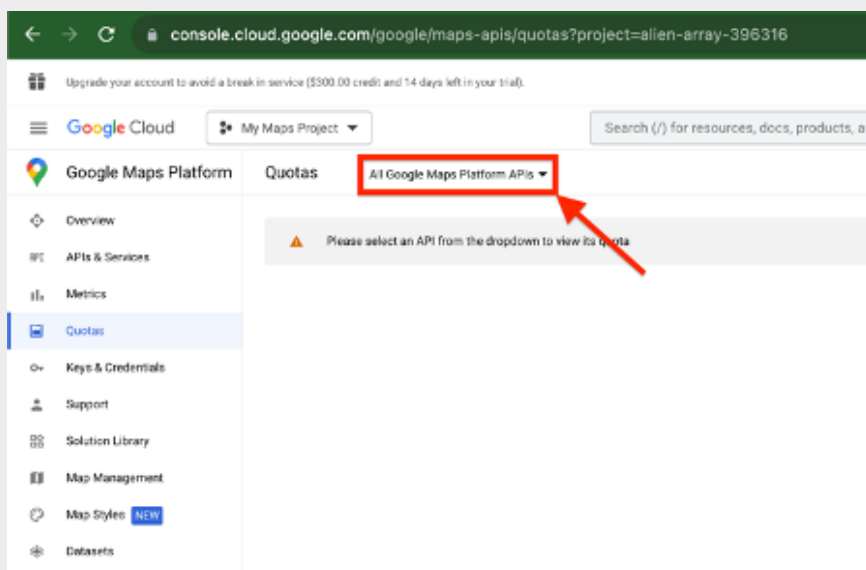 console.cloud.google.com/google/maps-apis/quotas?project=alien-array-396316
Upgrade your account to avoid a break in service ($300.00 credit and 14 days left in your trial).
Google Cloud
My Maps Project
Search (/) for resources, docs, products, a
Google Maps Platform
Quotas
All Google Maps Platform APIs
Overview
Please select an API from the dropdown to view its quota
API APIs & Services
Metrics
Quotas
Keys & Credentials
Support
Solution Library
Map Management
Map Styles NEW
Datasets